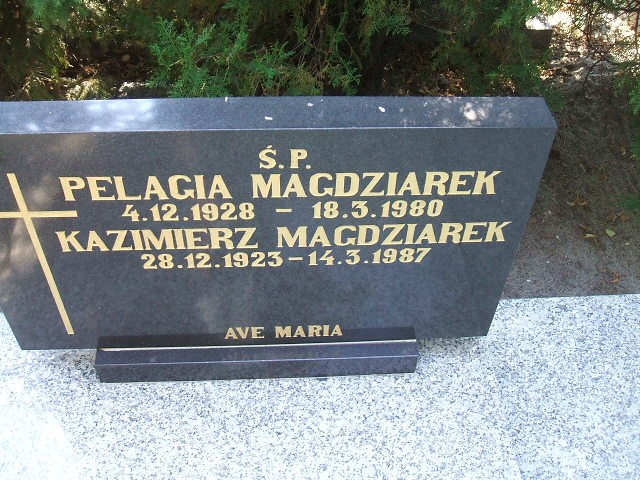 Ś.P.
PELAGIA MAGDZIAREK
4.12.1928 – 18.3.1980
KAZIMIERZ MAGDZIAREK
28.12.1923 – 14.3.1987
AVE MARIA